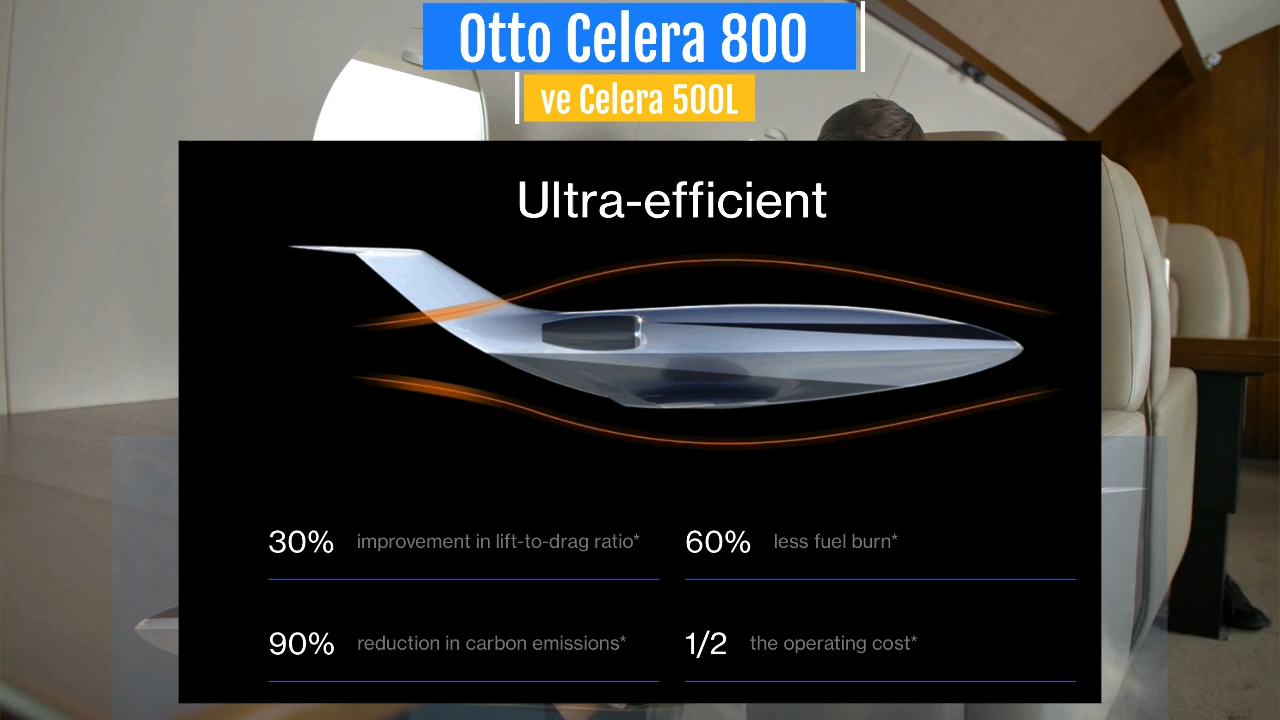 Otto Celera 800
ve Celera 500L
Ultra-efficient
30% improvement in lift-to-drag ratio*
60% less fuel burn*
90% reduction in carbon emissions*
1/2 the operating cost*